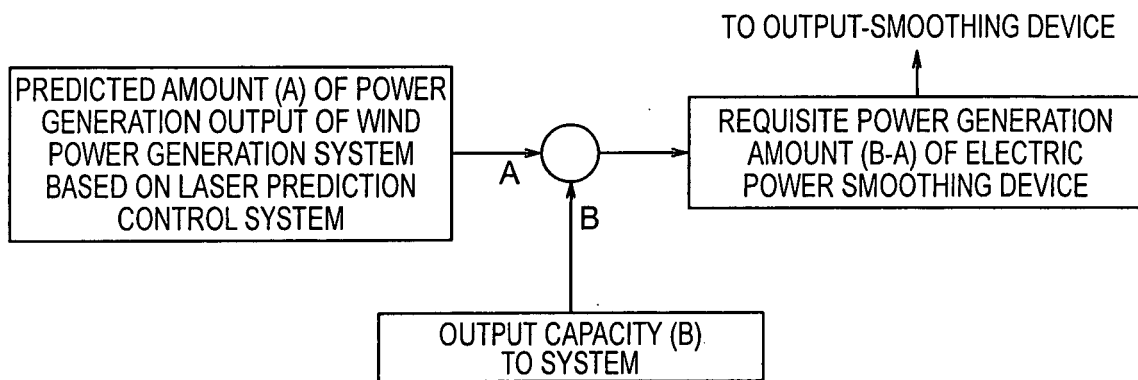 TO OUTPUT-SMOOTHING DEVICE
PREDICTED AMOUNT (A) OF POWER
GENERATION OUTPUT OF WIND
POWER GENERATION SYSTEM
BASED ON LASER PREDICTION
CONTROL SYSTEM
A
B
REQUISITE POWER GENERATION
AMOUNT (B-A) OF ELECTRIC
POWER SMOOTHING DEVICE
OUTPUT CAPACITY (B)
TO SYSTEM